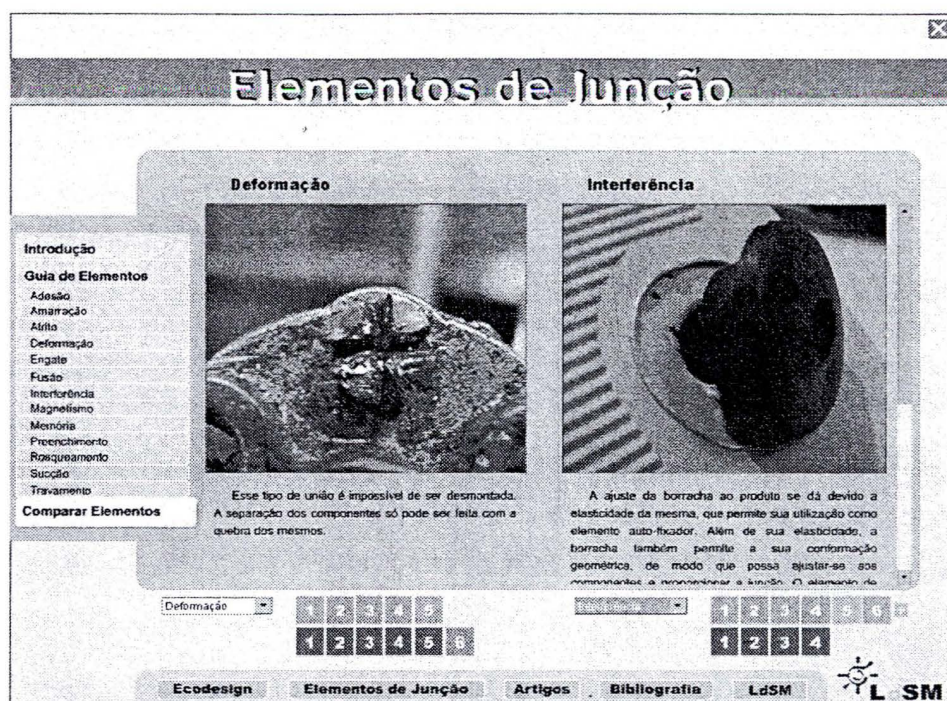 Elementos de Junção
Deformação
Interferência
Introdução
Guia de Elementos
Adesão
Amarração
Atrito
Deformação
Engate
Fusão
Interferência
Magnetismo
Memória
Preenchimento
Rosqueamento
Sucção
Travamento
Comparar Elementos
Esse tipo de união é impossível de ser desmontada.
A separação dos componentes só pode ser feita com a
quebra dos mesmos.
A ajuste da borracha ao produto se dá devido a
elasticidade da mesma, que permite sua utilização como
elemento auto-fixador. Além de sua elasticidade, a
borracha também permite a sua conformação
geométrica, de modo que possa ajustar-se aos
componentes e proporcionar a junção. O elemento de
Deformação
1 2 3 4 5
1 2 3 4 5 6
1 2 3 4 5 6
1 2 3 4
Ecodesign
Elementos de Junção
Artigos
Bibliografia
LdSM
L SM